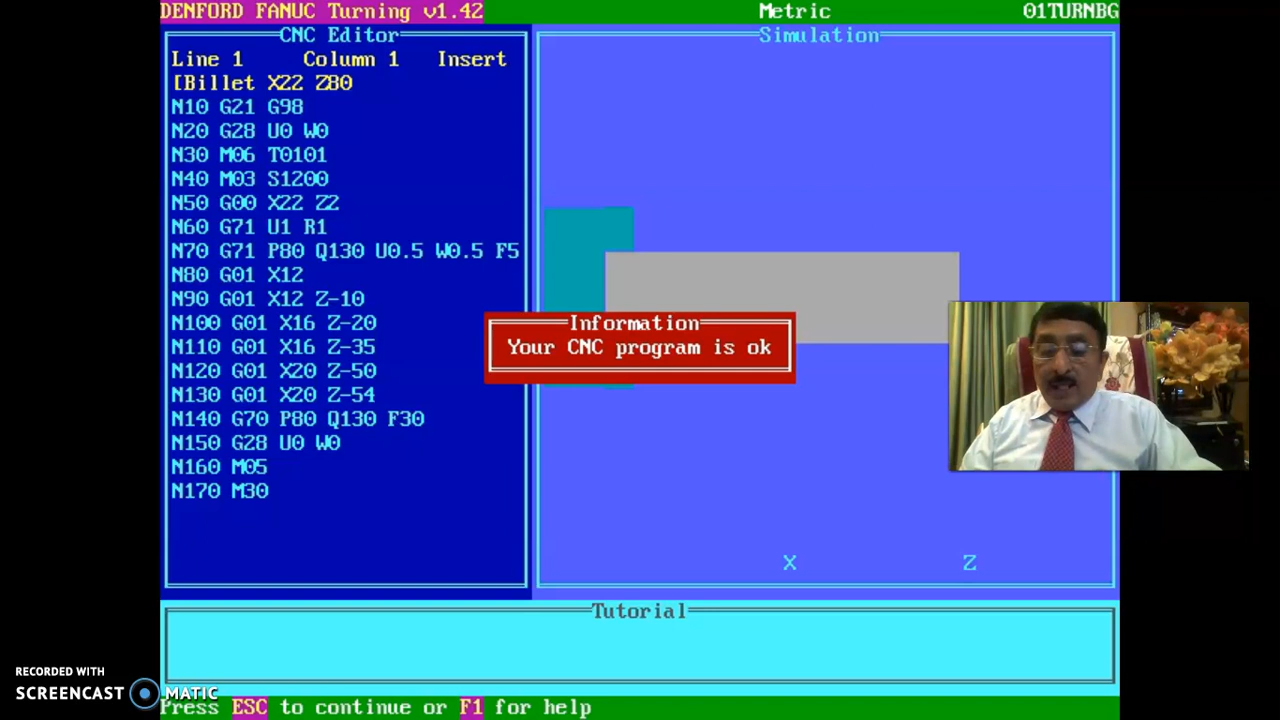 DENFORD FANUC Turning v1.42 Metric 01TURNBG
CNC Editor
Line 1 Column 1 Insert
[Billet X22 Z80
N10 G21 G98
N20 G28 U0 W0
N30 M06 T0101
N40 M03 S1200
N50 G00 X22 Z2
N60 G71 U1 R1
N70 G71 P80 Q130 U0.5 W0.5 F5
N80 G01 X12
N90 G01 X12 Z-10
N100 G01 X16 Z-20
N110 G01 X16 Z-35
N120 G01 X20 Z-50
N130 G01 X20 Z-54
N140 G70 P80 Q130 F30
N150 G28 U0 W0
N160 M05
N170 M30
Simulation
Information
Your CNC program is ok
X Z
Tutorial
RECORDED WITH
SCREENCAST MATIC
Press ESC to continue or F1 for help